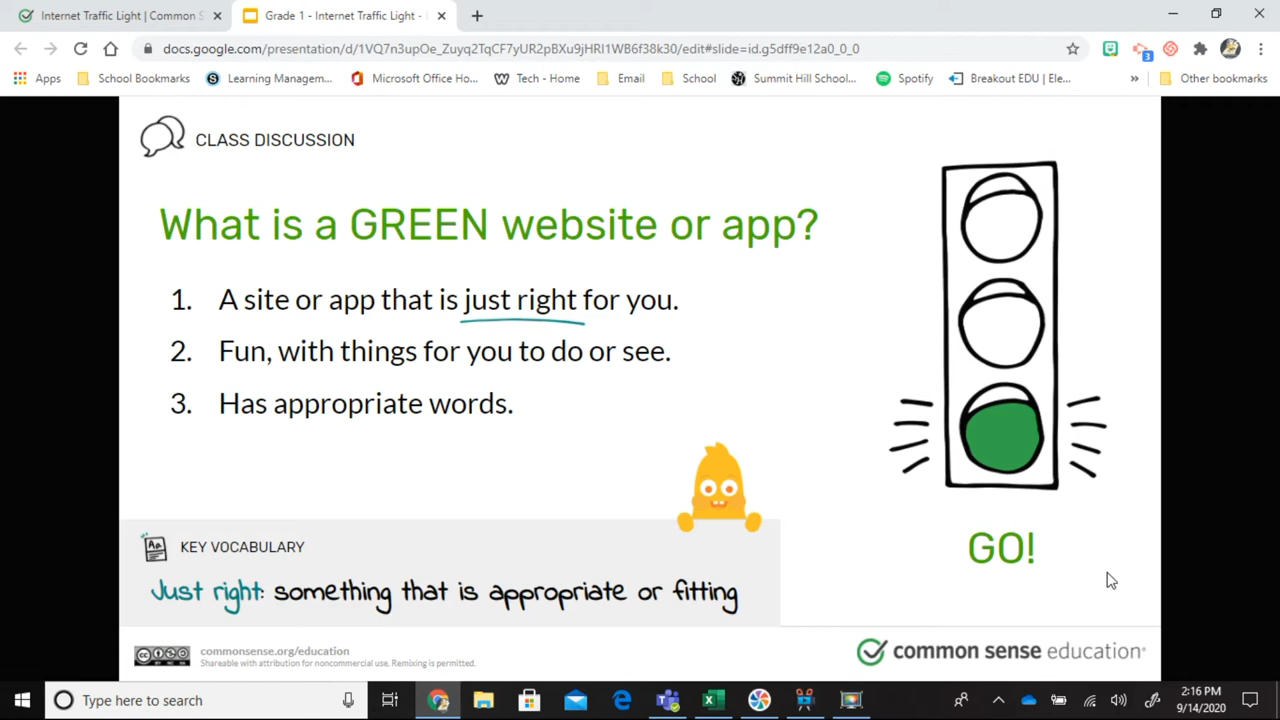 Internet Traffic Light | Common S
Grade 1 - Internet Traffic Light -
docs.google.com/presentation/d/1VQ7n3upOe_Zuyq2TqCF7yUR2pBXu9jHRI1WB6f38k30/edit#slide=id.g5dff9e12a0_0_0
3
Apps School Bookmarks Learning Managem... Microsoft Office Ho... Tech - Home Email School Summit Hill School... Spotify Breakout EDU | Ele... » Other bookmarks
CLASS DISCUSSION
What is a GREEN website or app?
1. A site or app that is just right for you.
2. Fun, with things for you to do or see.
3. Has appropriate words.
GO!
Aa
KEY VOCABULARY
Just right: something that is appropriate or fitting
commonsense.org/education
Shareable with attribution for noncommercial use. Remixing is permitted.
common sense education®
Type here to search
2:16 PM
9/14/2020